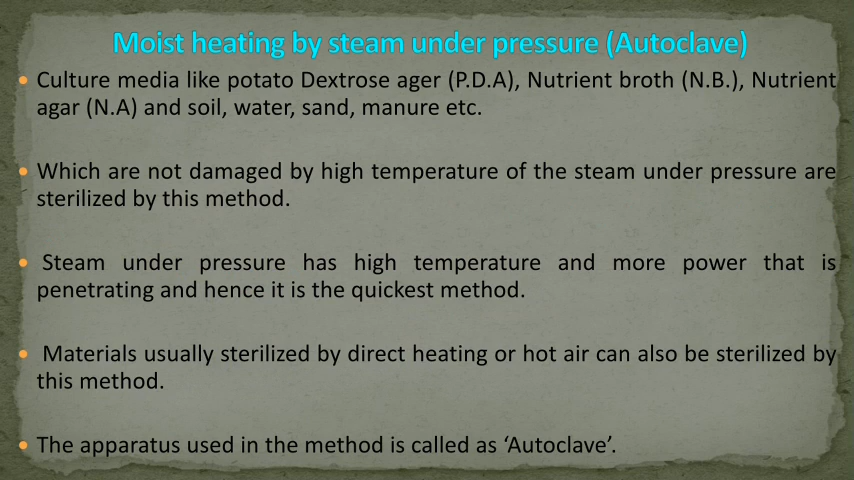 Moist heating by steam under pressure (Autoclave)
• Culture media like potato Dextrose ager (P.D.A), Nutrient broth (N.B.), Nutrient
agar (N.A) and soil, water, sand, manure etc.
• Which are not damaged by high temperature of the steam under pressure are
sterilized by this method.
• Steam under pressure has high temperature and more power that is
penetrating and hence it is the quickest method.
• Materials usually sterilized by direct heating or hot air can also be sterilized by
this method.
• The apparatus used in the method is called as ‘Autoclave’.